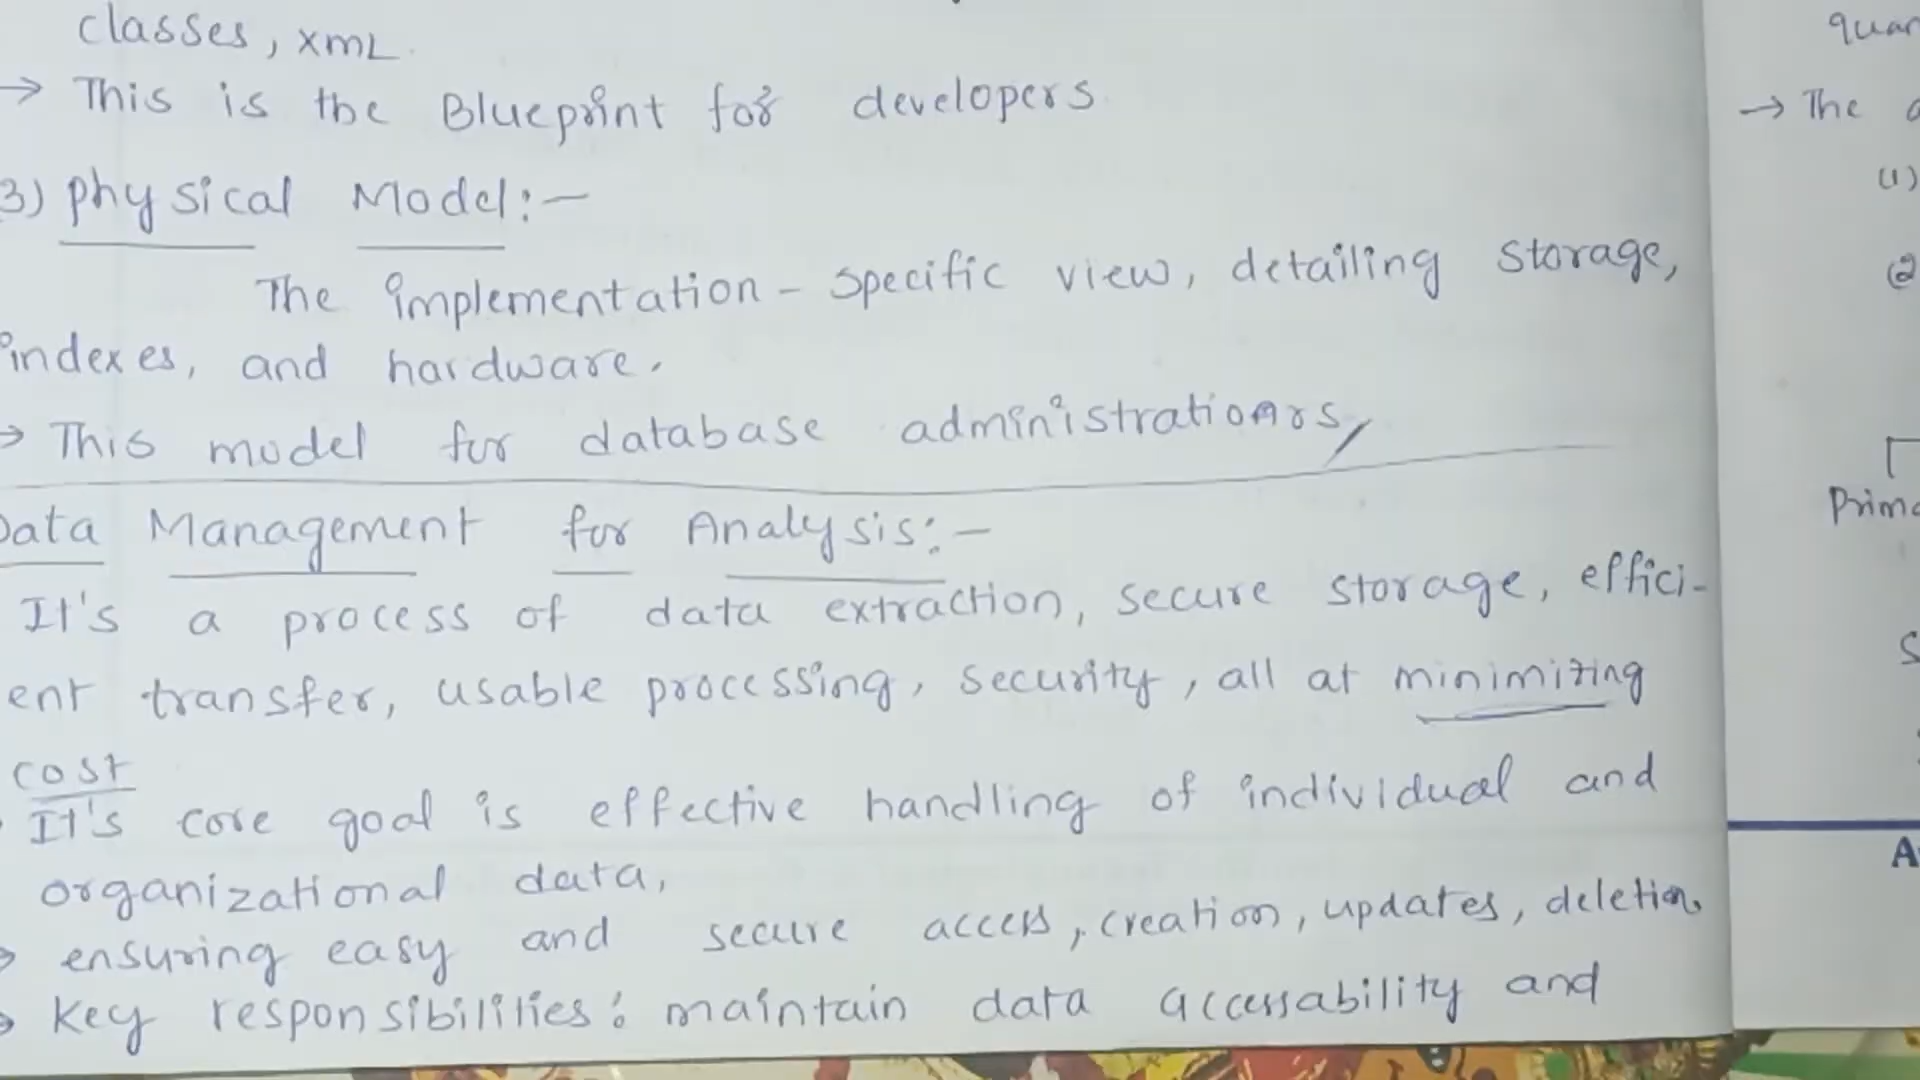 classes, XML.
→ This is the Blueprint for developers.
3) Physical Model:-
The implementation - specific view, detailing storage,
indexes, and hardware.
→ This model for database
Data Management for Analysis:-
It's a process of data extraction, secure storage, effici-
ent transfer, usable processing, security, all at minimizing
cost
It's core goal is effective handling of individual and
organizational data,
→ ensuring easy and secure access, creation, updates, deletion
→ Key responsibilities: maintain data accessability and
→ The
(1)
(2)